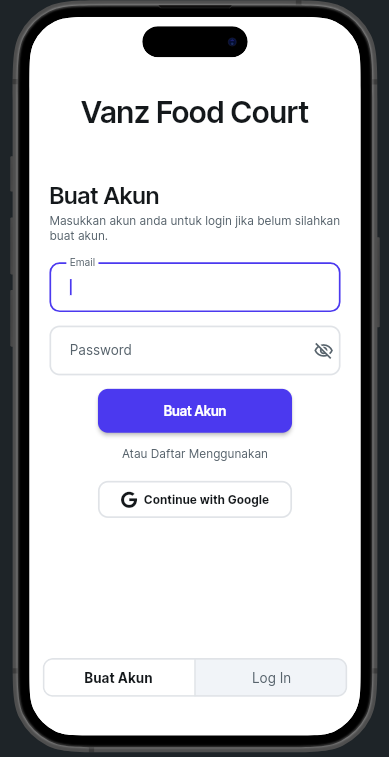 Vanz Food Court
Buat Akun
Masukkan akun anda untuk login jika belum silahkan
buat akun.
Email
Password
Buat Akun
Atau Daftar Menggunakan
Continue with Google
Buat Akun
Log In